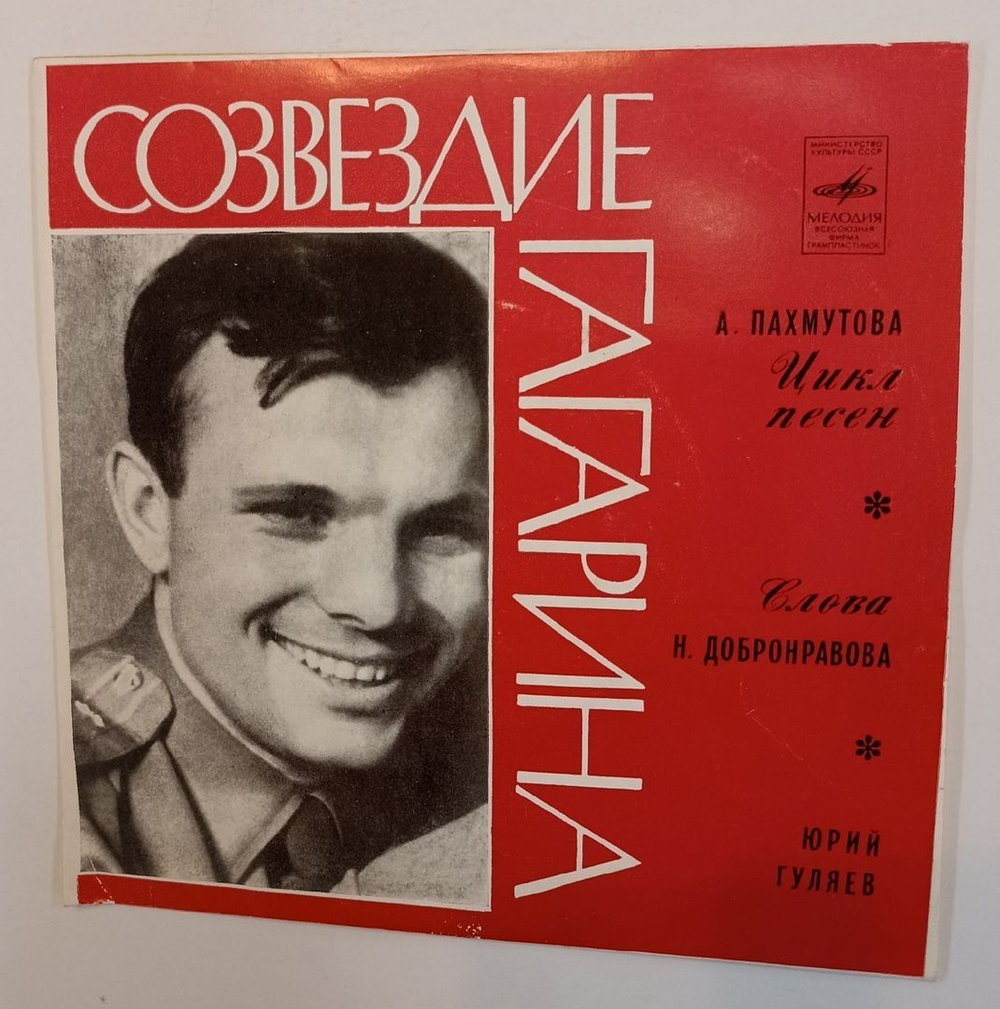 СОЗВЕЗДИЕ
ГАГАРИНА
МИНИСТЕРСТВО
КУЛЬТУРЫ СССР
МЕЛОДИЯ
ВСЕСОЮЗНАЯ
ФИРМА
ГРАМПЛАСТИНОК
А. ПАХМУТОВА
Цикл
песен
Слова
Н. ДОБРОНРАВОВА
ЮРИЙ
ГУЛЯЕВ